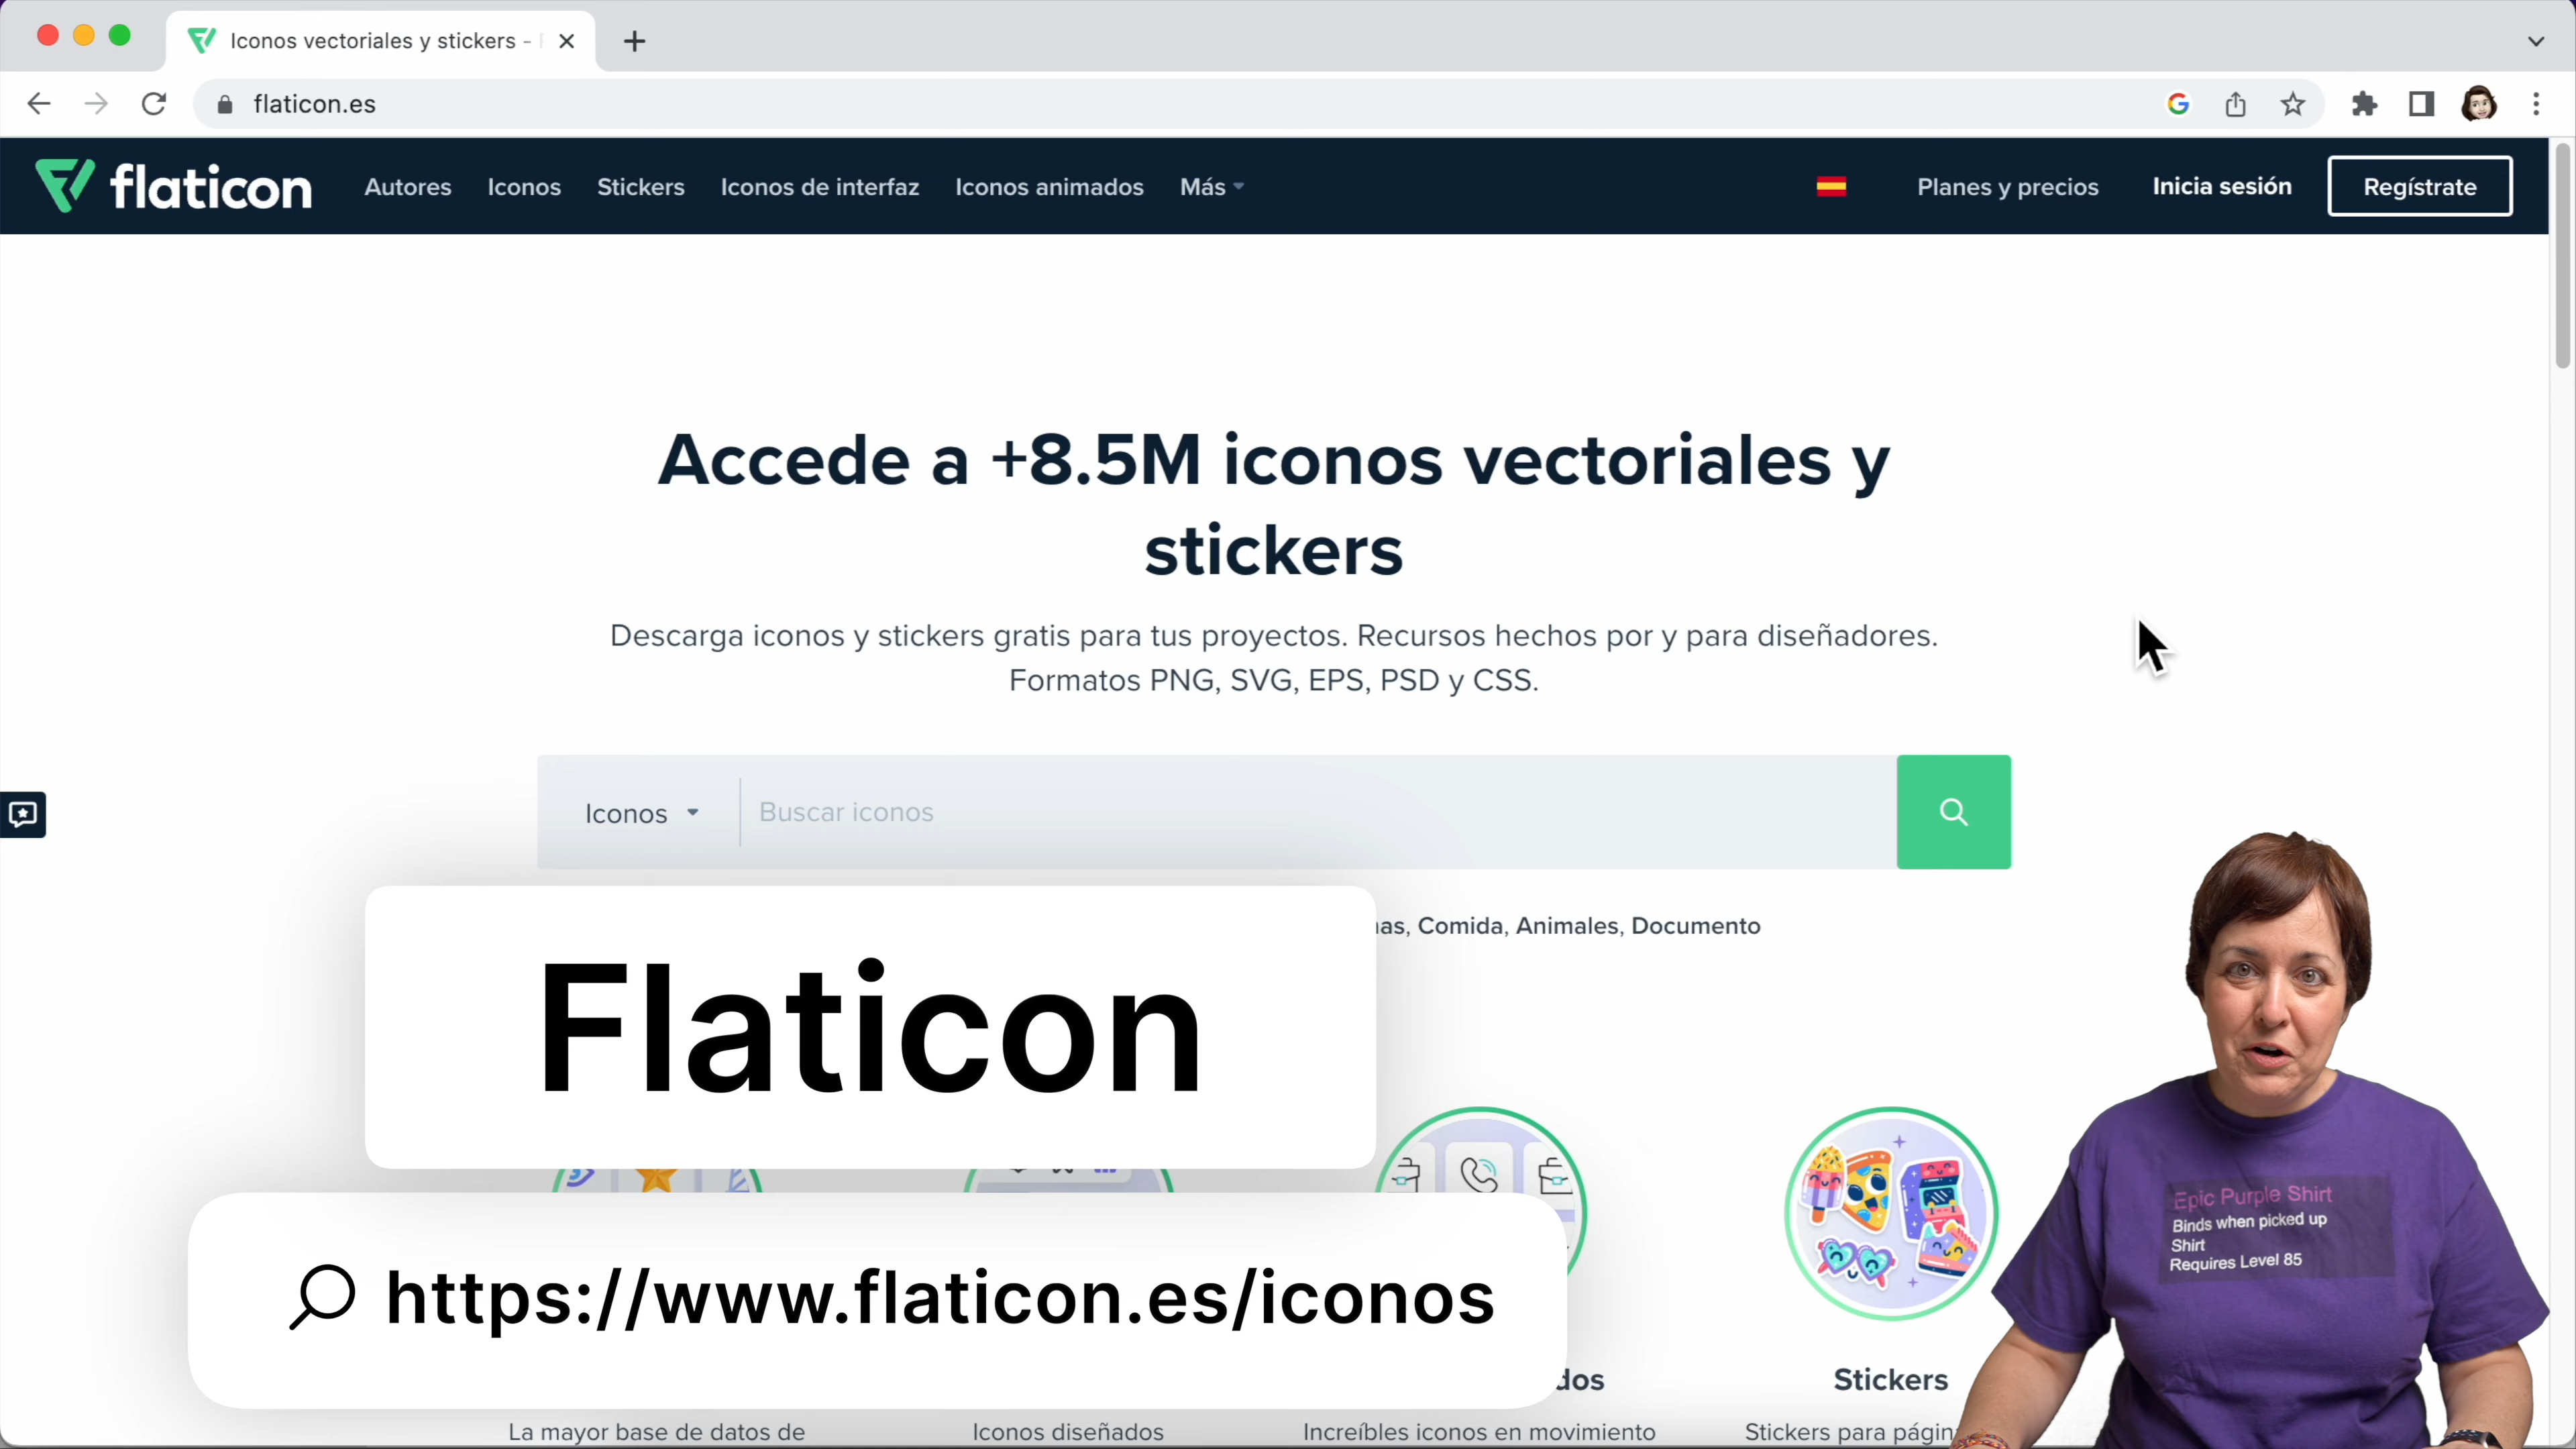 Iconos vectoriales y stickers -
flaticon.es
flaticon
Autores
Iconos
Stickers
Iconos de interfaz
Iconos animados
Más
Planes y precios
Inicia sesión
Regístrate
Accede a +8.5M iconos vectoriales y
stickers
Descarga iconos y stickers gratis para tus proyectos. Recursos hechos por y para diseñadores.
Formatos PNG, SVG, EPS, PSD y CSS.
Iconos
Buscar iconos
Comida, Animales, Documento
Flaticon
https://www.flaticon.es/iconos
Stickers
La mayor base de datos de
Iconos diseñados
Increíbles iconos en movimiento
Stickers para
Epic Purple Shirt
Binds when picked up
Shirt
Requires Level 85